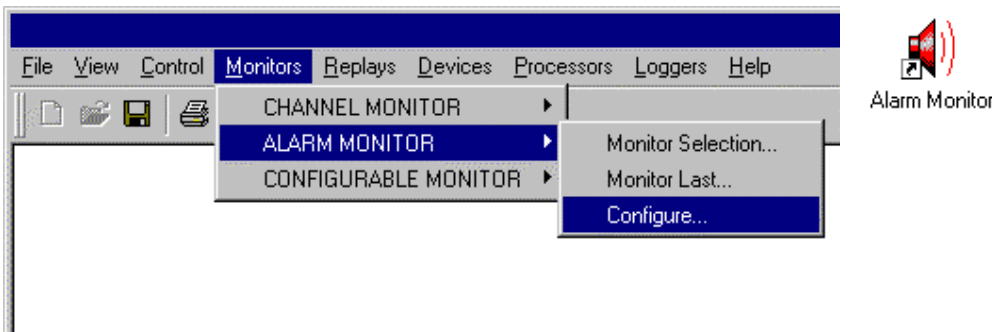 File View Control Monitors Replays Devices Processors Loggers Help
CHANNEL MONITOR
ALARM MONITOR
CONFIGURABLE MONITOR
Monitor Selection...
Monitor Last...
Configure...
Alarm Monitor